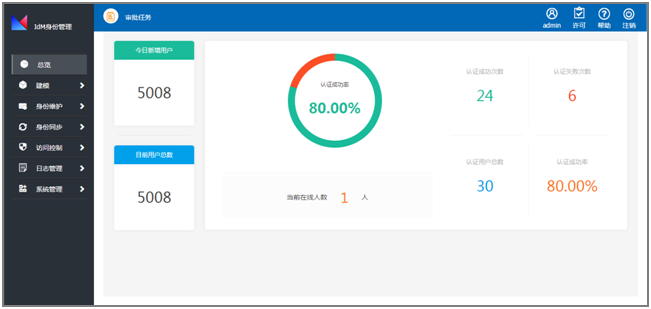 IdM身份管理
审批任务
admin
许可
帮助
注销
总览
建模
身份维护
身份同步
访问控制
日志管理
系统管理
今日新增用户
5008
目前用户总数
5008
认证成功率
80.00%
当前在线人数 1 人
认证成功次数
24
认证失败次数
6
认证用户总数
30
认证成功率
80.00%